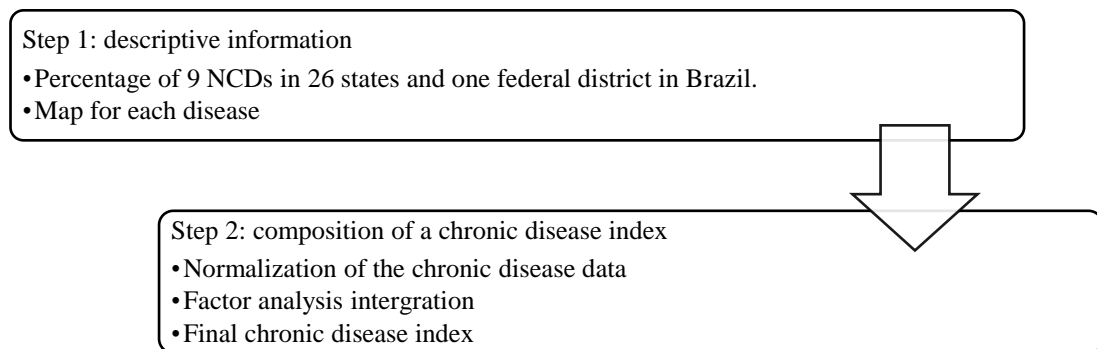 Step 1: descriptive information
•Percentage of 9 NCDs in 26 states and one federal district in Brazil.
•Map for each disease
Step 2: composition of a chronic disease index
•Normalization of the chronic disease data
•Factor analysis intergration
•Final chronic disease index